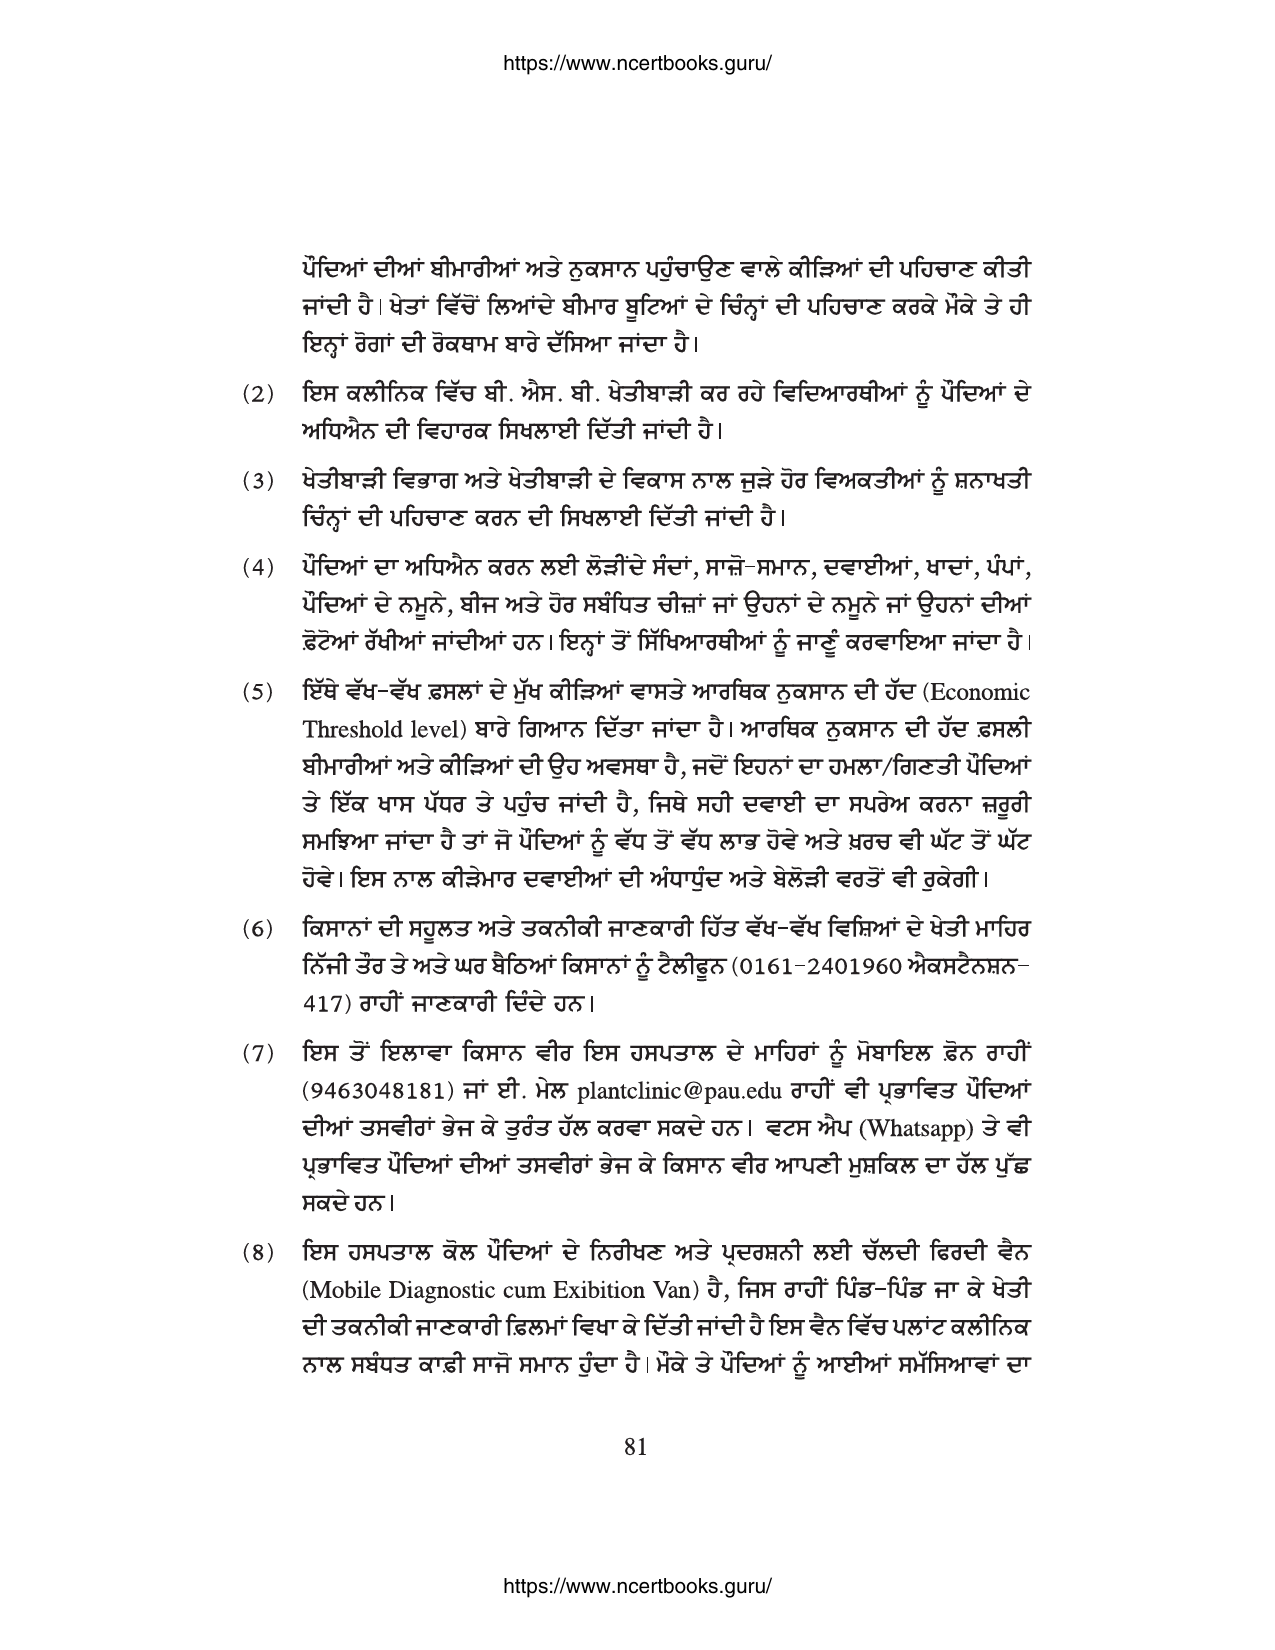 https://www.ncertbooks.guru/
ਪੌਦਿਆਂ ਦੀਆਂ ਬੀਮਾਰੀਆਂ ਅਤੇ ਨੁਕਸਾਨ ਪਹੁੰਚਾਉਣ ਵਾਲੇ ਕੀੜਿਆਂ ਦੀ ਪਹਿਚਾਣ ਕੀਤੀ
ਜਾਂਦੀ ਹੈ। ਖੇਤਾਂ ਵਿੱਚੋਂ ਲਿਆਂਦੇ ਬੀਮਾਰ ਬੂਟਿਆਂ ਦੇ ਚਿੰਨ੍ਹਾਂ ਦੀ ਪਹਿਚਾਣ ਕਰਕੇ ਮੌਕੇ ਤੇ ਹੀ
ਇਨ੍ਹਾਂ ਰੋਗਾਂ ਦੀ ਰੋਕਥਾਮ ਬਾਰੇ ਦੱਸਿਆ ਜਾਂਦਾ ਹੈ।
(2) ਇਸ ਕਲੀਨਿਕ ਵਿੱਚ ਬੀ. ਐਸ. ਬੀ. ਖੇਤੀਬਾੜੀ ਕਰ ਰਹੇ ਵਿਦਿਆਰਥੀਆਂ ਨੂੰ ਪੌਦਿਆਂ ਦੇ
ਅਧਿਐਨ ਦੀ ਵਿਹਾਰਕ ਸਿਖਲਾਈ ਦਿੱਤੀ ਜਾਂਦੀ ਹੈ।
(3) ਖੇਤੀਬਾੜੀ ਵਿਭਾਗ ਅਤੇ ਖੇਤੀਬਾੜੀ ਦੇ ਵਿਕਾਸ ਨਾਲ ਜੁੜੇ ਹੋਰ ਵਿਅਕਤੀਆਂ ਨੂੰ ਸ਼ਨਾਖਤੀ
ਚਿੰਨ੍ਹਾਂ ਦੀ ਪਹਿਚਾਣ ਕਰਨ ਦੀ ਸਿਖਲਾਈ ਦਿੱਤੀ ਜਾਂਦੀ ਹੈ।
(4) ਪੌਦਿਆਂ ਦਾ ਅਧਿਐਨ ਕਰਨ ਲਈ ਲੋੜੀਂਦੇ ਸੰਦਾਂ, ਸਾਜ਼ੋ-ਸਮਾਨ, ਦਵਾਈਆਂ, ਖਾਦਾਂ, ਪੰਪਾਂ,
ਪੌਦਿਆਂ ਦੇ ਨਮੂਨੇ, ਬੀਜ ਅਤੇ ਹੋਰ ਸਬੰਧਿਤ ਚੀਜ਼ਾਂ ਜਾਂ ਉਹਨਾਂ ਦੇ ਨਮੂਨੇ ਜਾਂ ਉਹਨਾਂ ਦੀਆਂ
ਫ਼ੋਟੋਆਂ ਰੱਖੀਆਂ ਜਾਂਦੀਆਂ ਹਨ। ਇਨ੍ਹਾਂ ਤੋਂ ਸਿੱਖਿਆਰਥੀਆਂ ਨੂੰ ਜਾਣੂੰ ਕਰਵਾਇਆ ਜਾਂਦਾ ਹੈ।
(5) ਇੱਥੇ ਵੱਖ-ਵੱਖ ਫ਼ਸਲਾਂ ਦੇ ਮੁੱਖ ਕੀੜਿਆਂ ਵਾਸਤੇ ਆਰਥਿਕ ਨੁਕਸਾਨ ਦੀ ਹੱਦ (Economic
Threshold level) ਬਾਰੇ ਗਿਆਨ ਦਿੱਤਾ ਜਾਂਦਾ ਹੈ। ਆਰਥਿਕ ਨੁਕਸਾਨ ਦੀ ਹੱਦ ਫ਼ਸਲੀ
ਬੀਮਾਰੀਆਂ ਅਤੇ ਕੀੜਿਆਂ ਦੀ ਉਹ ਅਵਸਥਾ ਹੈ, ਜਦੋਂ ਇਹਨਾਂ ਦਾ ਹਮਲਾ/ਗਿਣਤੀ ਪੌਦਿਆਂ
ਤੇ ਇੱਕ ਖਾਸ ਪੱਧਰ ਤੇ ਪਹੁੰਚ ਜਾਂਦੀ ਹੈ, ਜਿਥੇ ਸਹੀ ਦਵਾਈ ਦਾ ਸਪਰੇਅ ਕਰਨਾ ਜ਼ਰੂਰੀ
ਸਮਝਿਆ ਜਾਂਦਾ ਹੈ ਤਾਂ ਜੋ ਪੌਦਿਆਂ ਨੂੰ ਵੱਧ ਤੋਂ ਵੱਧ ਲਾਭ ਹੋਵੇ ਅਤੇ ਖ਼ਰਚ ਵੀ ਘੱਟ ਤੋਂ ਘੱਟ
ਹੋਵੇ। ਇਸ ਨਾਲ ਕੀੜੇਮਾਰ ਦਵਾਈਆਂ ਦੀ ਅੰਧਾਧੁੰਦ ਅਤੇ ਬੇਲੋੜੀ ਵਰਤੋਂ ਵੀ ਰੁਕੇਗੀ।
(6) ਕਿਸਾਨਾਂ ਦੀ ਸਹੂਲਤ ਅਤੇ ਤਕਨੀਕੀ ਜਾਣਕਾਰੀ ਹਿੱਤ ਵੱਖ-ਵੱਖ ਵਿਸ਼ਿਆਂ ਦੇ ਖੇਤੀ ਮਾਹਿਰ
ਨਿੱਜੀ ਤੌਰ ਤੇ ਅਤੇ ਘਰ ਬੈਠਿਆਂ ਕਿਸਾਨਾਂ ਨੂੰ ਟੈਲੀਫੂਨ (0161-2401960 ਐਕਸਟੈਨਸ਼ਨ-
417) ਰਾਹੀਂ ਜਾਣਕਾਰੀ ਦਿੰਦੇ ਹਨ।
(7) ਇਸ ਤੋਂ ਇਲਾਵਾ ਕਿਸਾਨ ਵੀਰ ਇਸ ਹਸਪਤਾਲ ਦੇ ਮਾਹਿਰਾਂ ਨੂੰ ਮੋਬਾਇਲ ਫ਼ੋਨ ਰਾਹੀਂ
(9463048181) ਜਾਂ ਈ. ਮੇਲ plantclinic@pau.edu ਰਾਹੀਂ ਵੀ ਪ੍ਰਭਾਵਿਤ ਪੌਦਿਆਂ
ਦੀਆਂ ਤਸਵੀਰਾਂ ਭੇਜ ਕੇ ਤੁਰੰਤ ਹੱਲ ਕਰਵਾ ਸਕਦੇ ਹਨ। ਵਟਸ ਐਪ (Whatsapp) ਤੇ ਵੀ
ਪ੍ਰਭਾਵਿਤ ਪੌਦਿਆਂ ਦੀਆਂ ਤਸਵੀਰਾਂ ਭੇਜ ਕੇ ਕਿਸਾਨ ਵੀਰ ਆਪਣੀ ਮੁਸ਼ਕਿਲ ਦਾ ਹੱਲ ਪੁੱਛ
ਸਕਦੇ ਹਨ।
(8) ਇਸ ਹਸਪਤਾਲ ਕੋਲ ਪੌਦਿਆਂ ਦੇ ਨਿਰੀਖਣ ਅਤੇ ਪ੍ਰਦਰਸ਼ਨੀ ਲਈ ਚੱਲਦੀ ਫਿਰਦੀ ਵੈਨ
(Mobile Diagnostic cum Exibition Van) ਹੈ, ਜਿਸ ਰਾਹੀਂ ਪਿੰਡ-ਪਿੰਡ ਜਾ ਕੇ ਖੇਤੀ
ਦੀ ਤਕਨੀਕੀ ਜਾਣਕਾਰੀ ਫ਼ਿਲਮਾਂ ਵਿਖਾ ਕੇ ਦਿੱਤੀ ਜਾਂਦੀ ਹੈ ਇਸ ਵੈਨ ਵਿੱਚ ਪਲਾਂਟ ਕਲੀਨਿਕ
ਨਾਲ ਸਬੰਧਤ ਕਾਫ਼ੀ ਸਾਜੋ ਸਮਾਨ ਹੁੰਦਾ ਹੈ। ਮੌਕੇ ਤੇ ਪੌਦਿਆਂ ਨੂੰ ਆਈਆਂ ਸਮੱਸਿਆਵਾਂ ਦਾ
81
https://www.ncertbooks.guru/